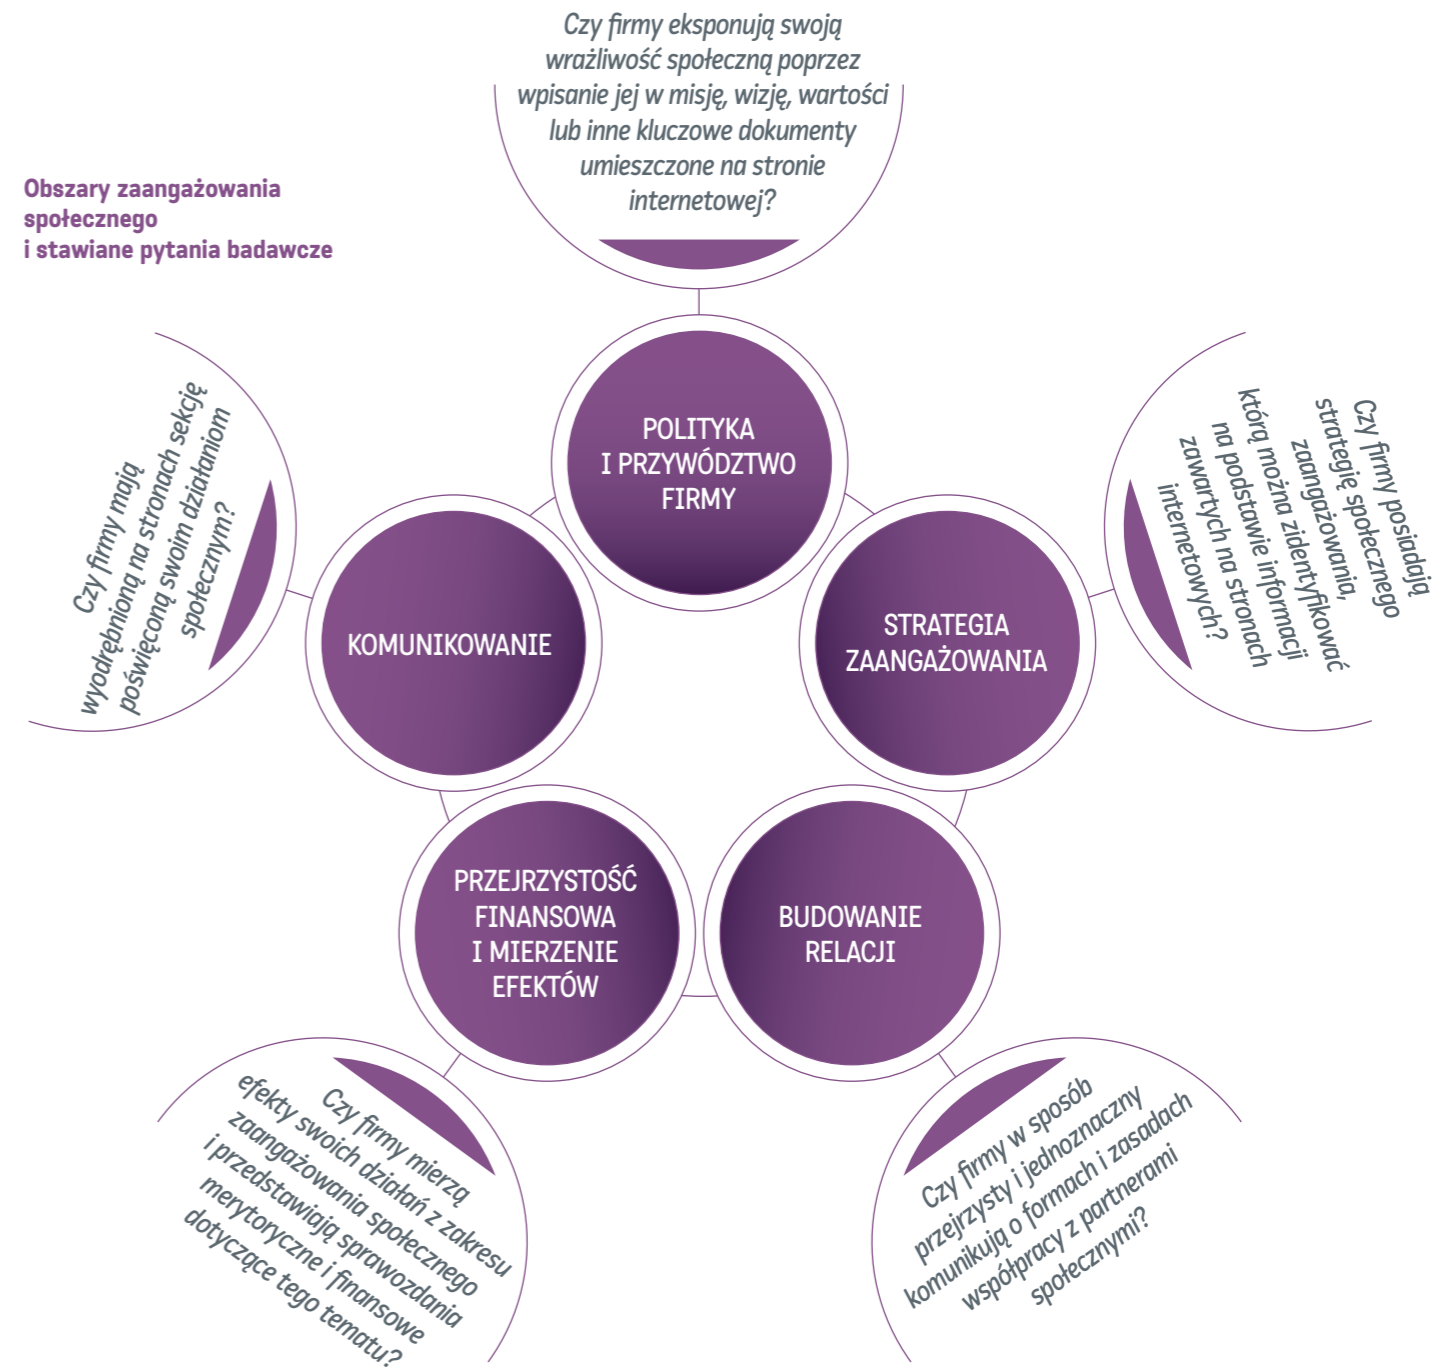 Czy firmy eksponują swoją
wrażliwość społeczną poprzez
wpisanie jej w misję, wizję, wartości
lub inne kluczowe dokumenty
umieszczone na stronie
internetowej?
Obszary zaangażowania
społecznego
i stawiane pytania badawcze
POLITYKA
I PRZYWÓDZTWO
FIRMY
Czy firmy posiadają
strategię społecznego
zaangażowania,
którą można zidentyfikować
na podstawie informacji
zawartych na stronach
internetowych?
STRATEGIA
ZAANGAŻOWANIA
Czy firmy mają
wyodrębnioną na stronach sekcję
poświęconą swoim działaniom
społecznym?
KOMUNIKOWANIE
PRZEJRZYSTOŚĆ
FINANSOWA
I MIERZENIE
EFEKTÓW
BUDOWANIE
RELACJI
Czy firmy mierzą
efekty swoich działań z zakresu
zaangażowania społecznego
i przedstawiają sprawozdania
merytoryczne i finansowe
dotyczące tego tematu?
Czy firmy w sposób
przejrzysty i jednoznaczny
komunikują o formach i zasadach
współpracy z partnerami
społecznymi?